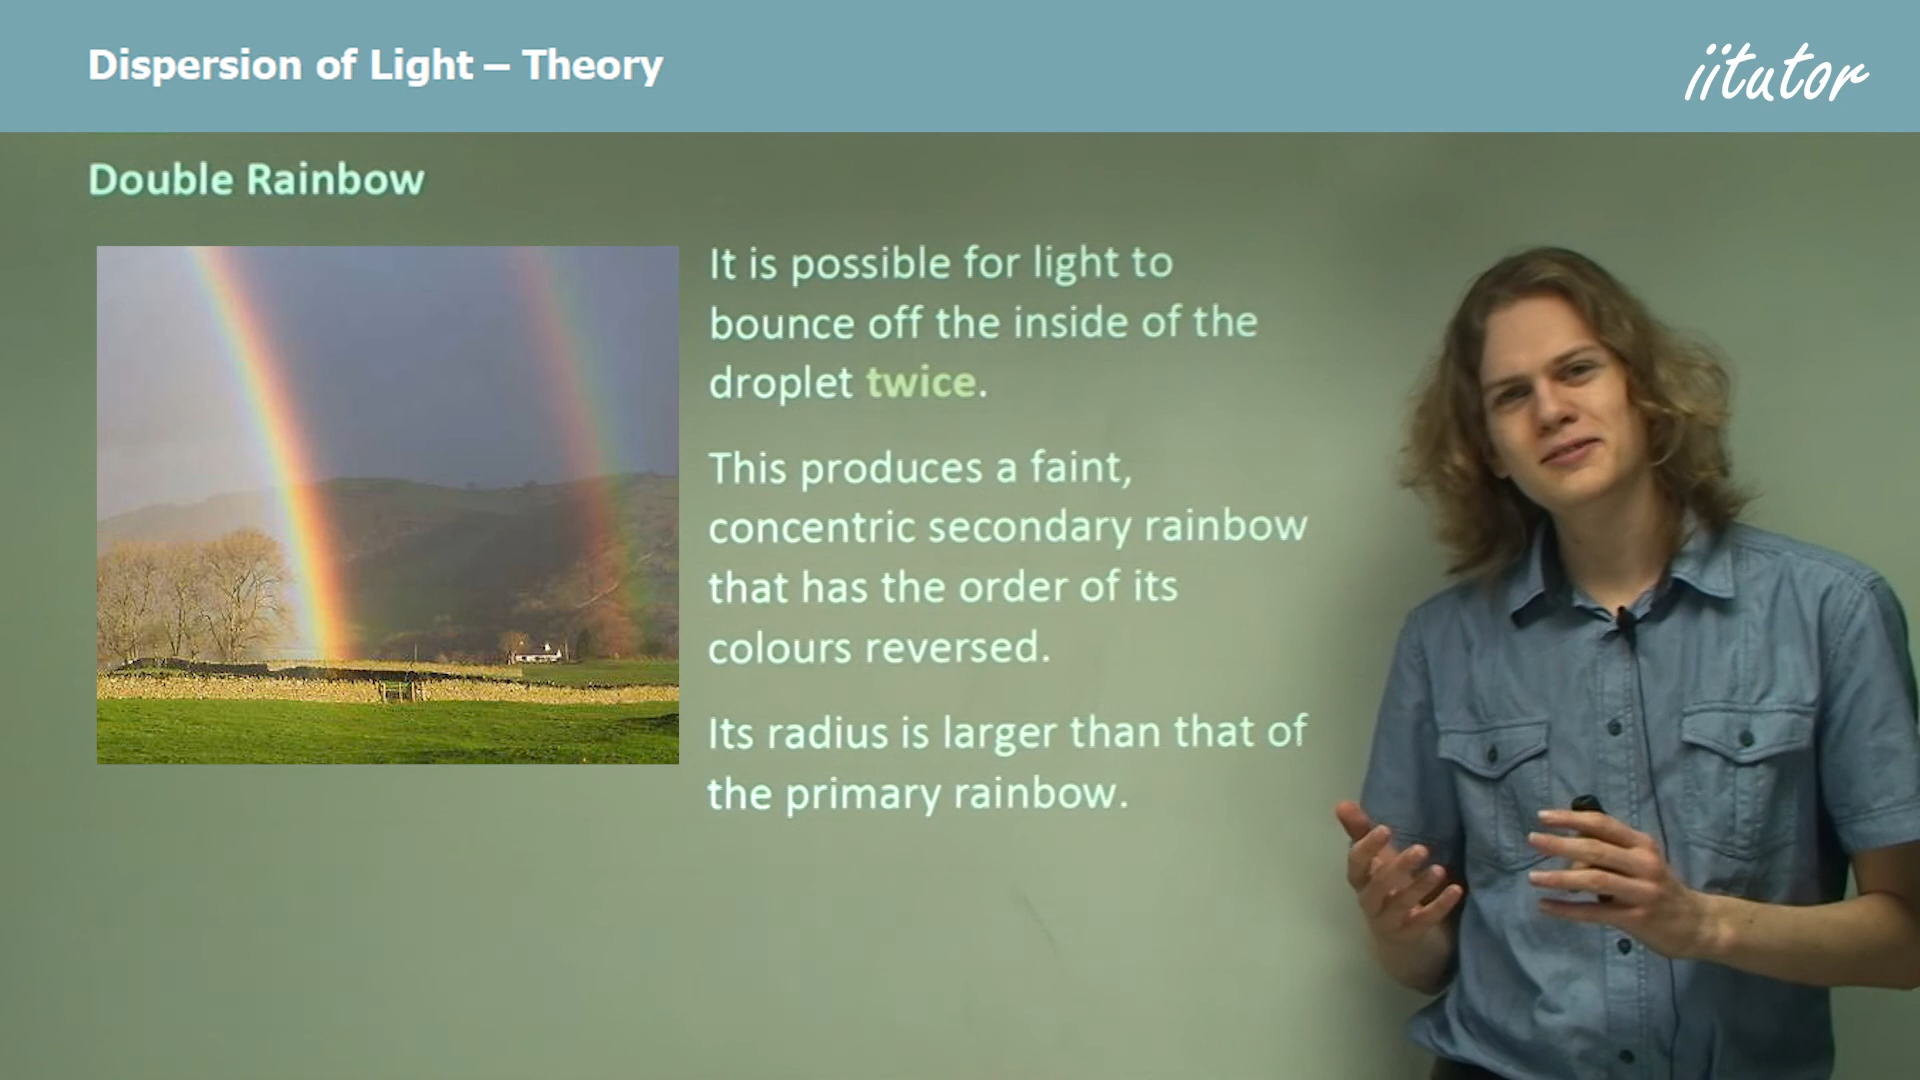 Dispersion of Light – Theory
iitutor
Double Rainbow
It is possible for light to
bounce off the inside of the
droplet twice.
This produces a faint,
concentric secondary rainbow
that has the order of its
colours reversed.
Its radius is larger than that of
the primary rainbow.